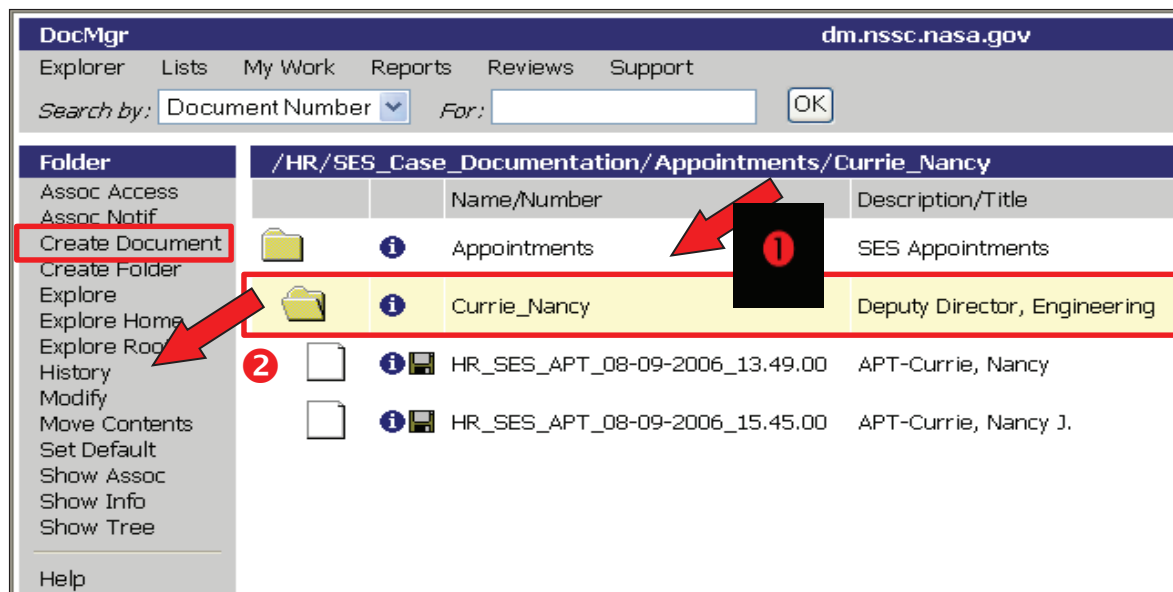 DocMgr dm.nssc.nasa.gov
Explorer Lists My Work Reports Reviews Support
Search by: Document Number For: OK
Folder
Assoc Access
Assoc Notif
Create Document
Create Folder
Explore
Explore Home
Explore Root
History
Modify
Move Contents
Set Default
Show Assoc
Show Info
Show Tree
Help
/HR/SES_Case_Documentation/Appointments/Currie_Nancy
Name/Number Description/Title
Appointments 1 SES Appointments
Currie_Nancy Deputy Director, Engineering
2 HR_SES_APT_08-09-2006_13.49.00 APT-Currie, Nancy
HR_SES_APT_08-09-2006_15.45.00 APT-Currie, Nancy J.